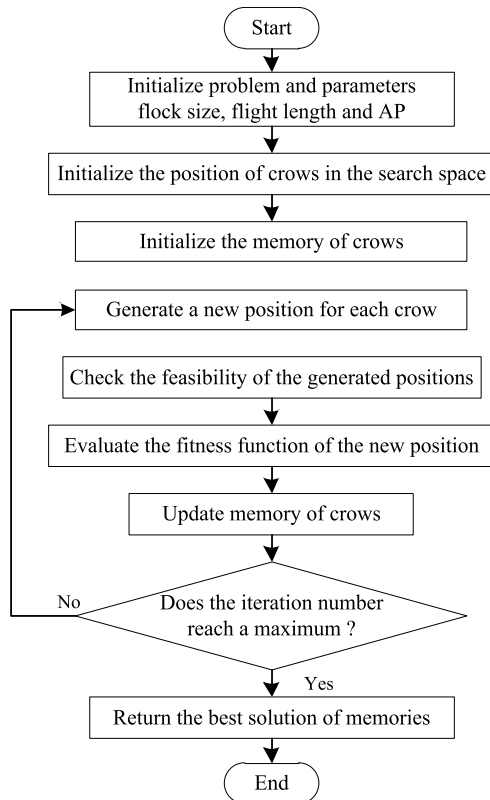 Start
Initialize problem and parameters
flock size, flight length and AP
Initialize the position of crows in the search space
Initialize the memory of crows
Generate a new position for each crow
Check the feasibility of the generated positions
Evaluate the fitness function of the new position
Update memory of crows
No
Does the iteration number
reach a maximum ?
Yes
Return the best solution of memories
End